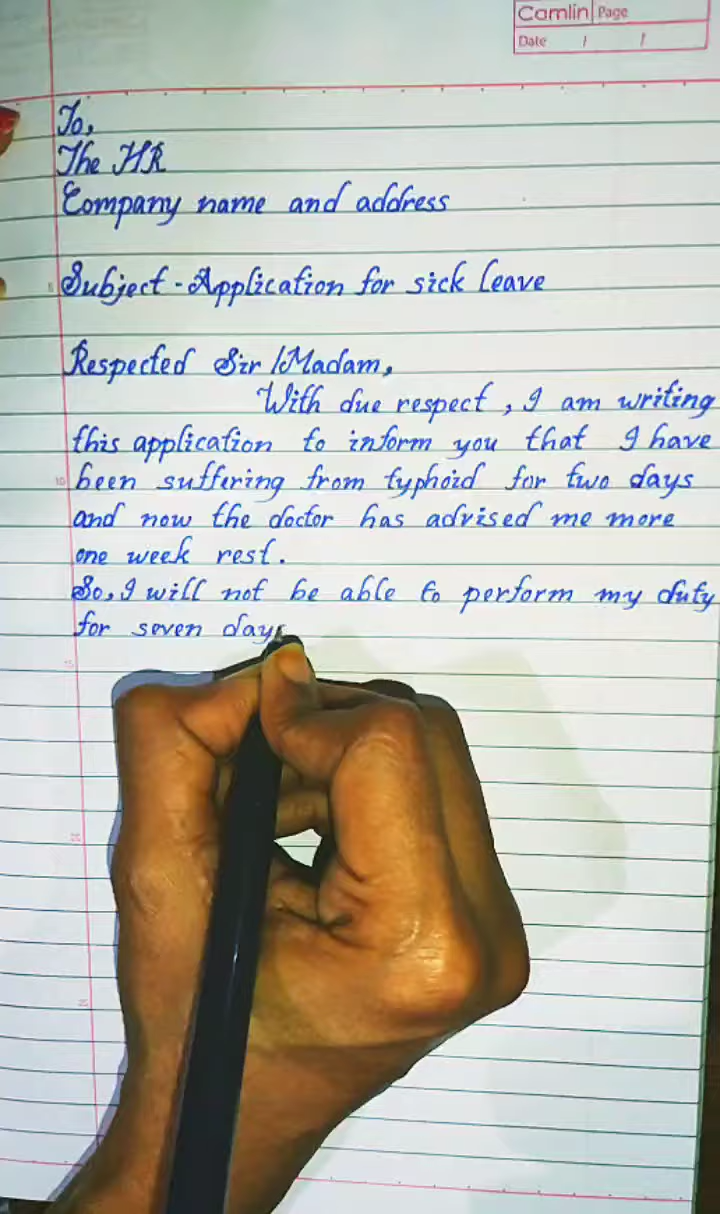 Camlin Page
Date / /
To,
The HR
Company name and address
Subject - Application for sick leave
Respected Sir/Madam,
With due respect, I am writing
this application to inform you that I have
been suffering from typhoid for two days
and now the doctor has advised me more
one week rest.
So, I will not be able to perform my duty
for seven days